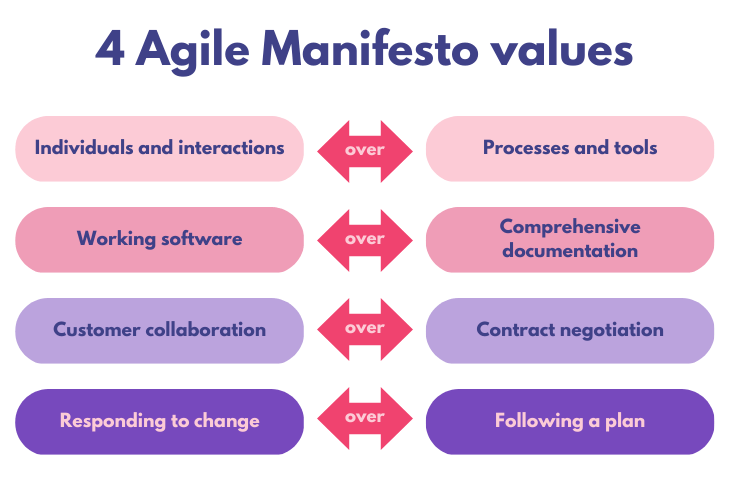 4 Agile Manifesto values
Individuals and interactions
over
Processes and tools
Working software
over
Comprehensive
documentation
Customer collaboration
over
Contract negotiation
Responding to change
over
Following a plan